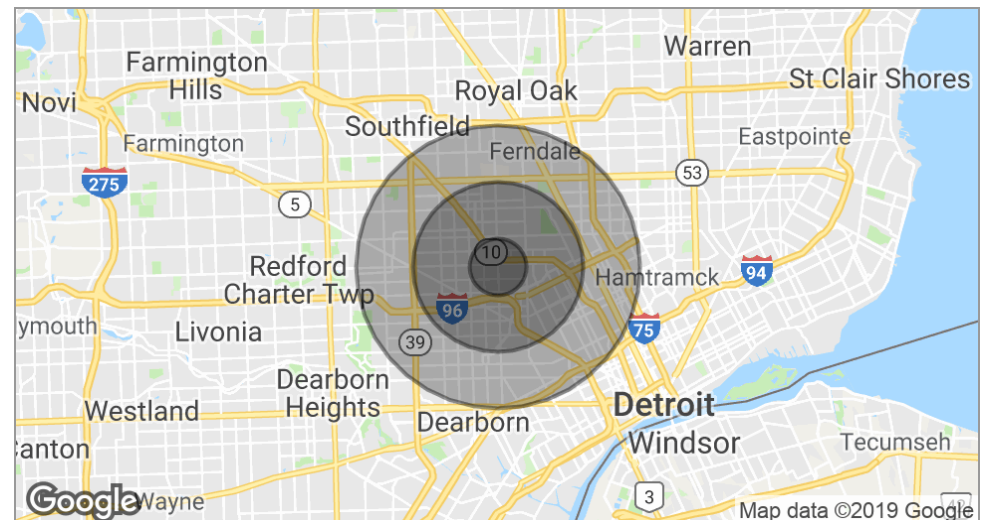 Warren
Farmington
Hills
St Clair Shores
Royal Oak
Novi
Southfield
Eastpointe
Farmington
Ferndale
53
275
5
10
Redford
Charter Twp
Hamtramck
94
96
ymouth
Livonia
75
39
Dearborn
Heights
Detroit
Westland
Dearborn
Windsor
Tecumseh
Canton
3
Google
Wayne
42
Map data ©2019 Google